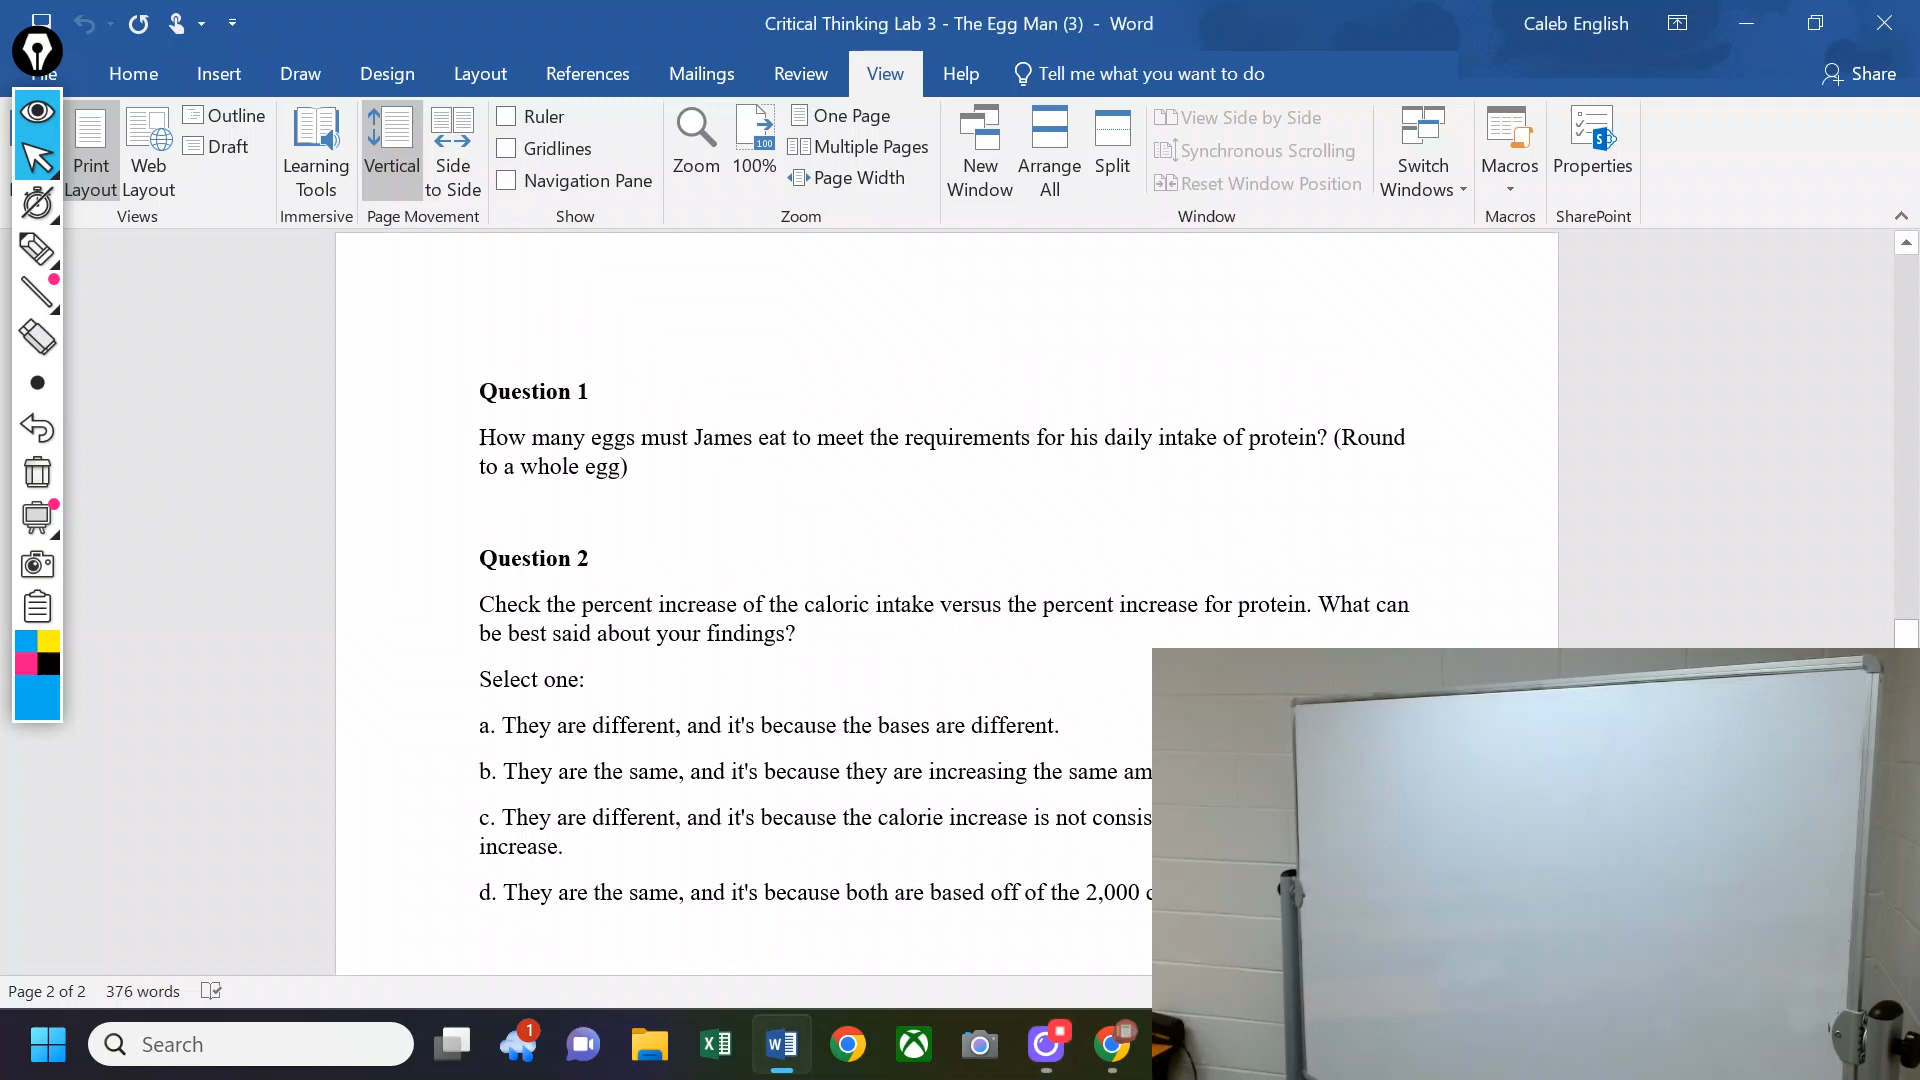 Critical Thinking Lab 3 - The Egg Man (3) - Word
Caleb English
Home Insert Draw Design Layout References Mailings Review View Help Tell me what you want to do Share
Print Layout
Web Layout
Outline
Draft
Views
Learning Tools
Immersive
Vertical
Side to Side
Page Movement
Ruler
Gridlines
Navigation Pane
Show
Zoom
100
100%
One Page
Multiple Pages
Page Width
Zoom
New Window
Arrange All
Split
View Side by Side
Synchronous Scrolling
Reset Window Position
Switch Windows
Window
Macros
Macros
Properties
SharePoint
Question 1
How many eggs must James eat to meet the requirements for his daily intake of protein? (Round
to a whole egg)
Question 2
Check the percent increase of the caloric intake versus the percent increase for protein. What can
be best said about your findings?
Select one:
a. They are different, and it's because the bases are different.
b. They are the same, and it's because they are increasing the same am
c. They are different, and it's because the calorie increase is not consis
increase.
d. They are the same, and it's because both are based off of the 2,000 c
Page 2 of 2 376 words
Search
1